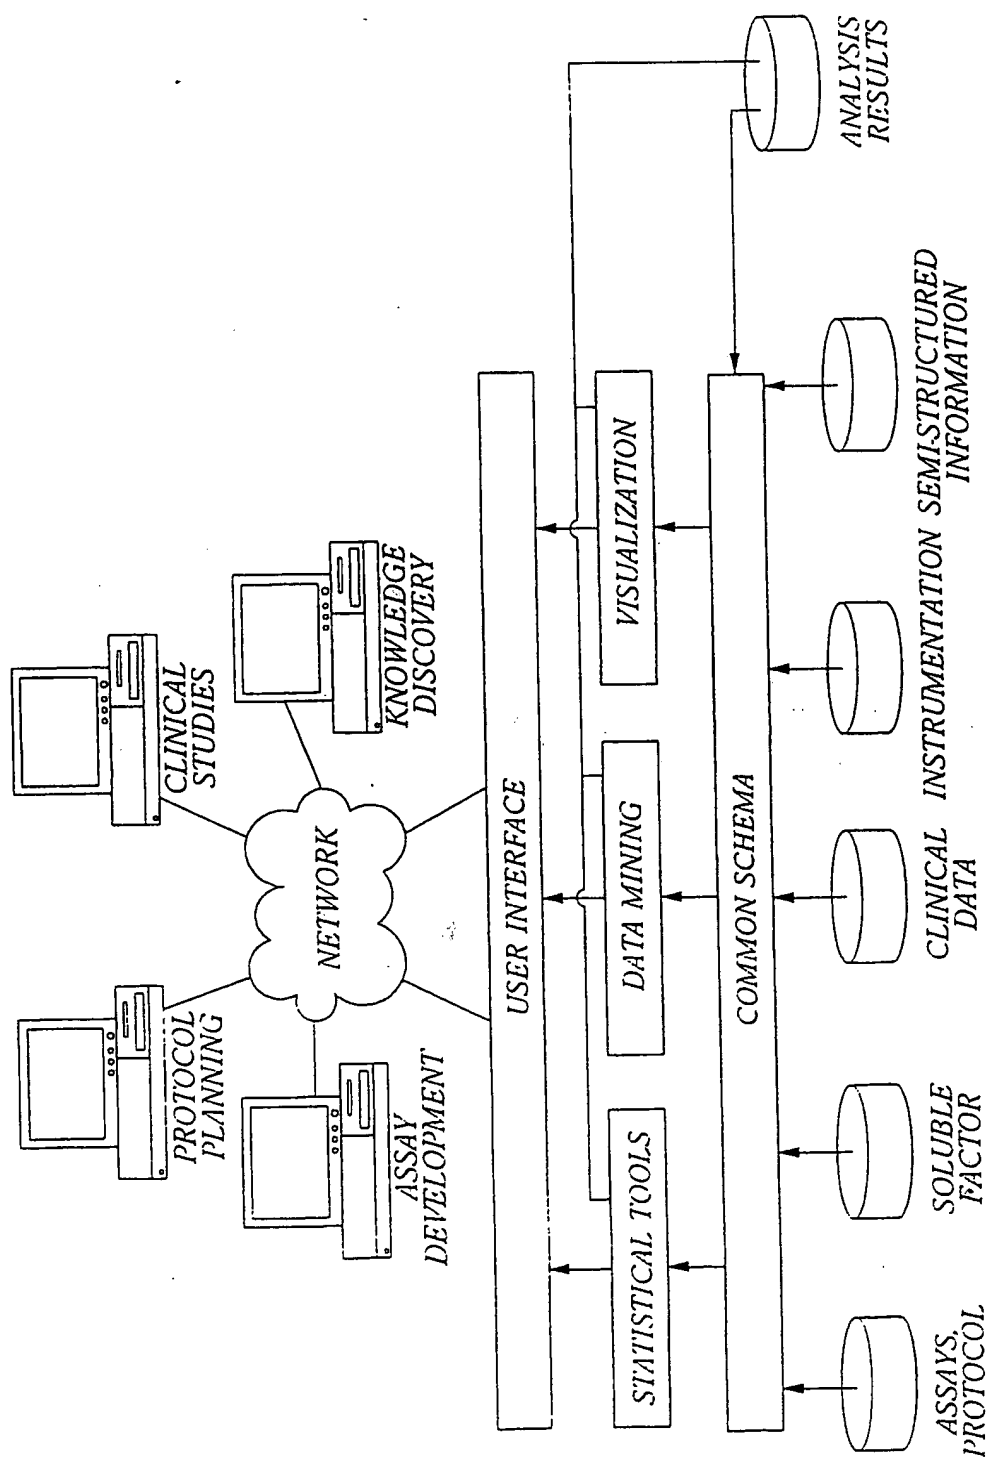 PROTOCOL
PLANNING
CLINICAL
STUDIES
ASSAY
DEVELOPMENT
NETWORK
KNOWLEDGE
DISCOVERY
USER INTERFACE
STATISTICAL TOOLS
DATA MINING
VISUALIZATION
COMMON SCHEMA
ASSAYS,
PROTOCOL
SOLUBLE
FACTOR
CLINICAL
DATA
INSTRUMENTATION
SEMI-STRUCTURED
INFORMATION
ANALYSIS
RESULTS